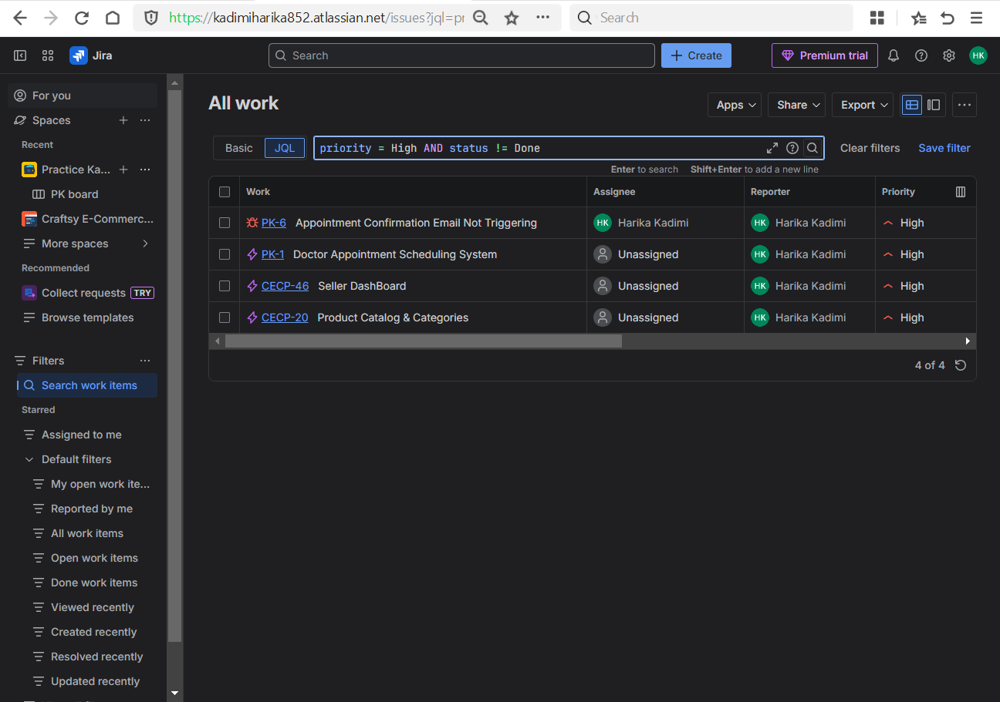 https://kadimiharika852.atlassian.net/issues?jql=pr
Search
Jira
Search
Create
Premium trial
HK
For you
Spaces
Recent
Practice Ka...
PK board
Craftsy E-Commerc...
More spaces
Recommended
Collect requests TRY
Browse templates
Filters
Search work items
Starred
Assigned to me
Default filters
My open work ite...
Reported by me
All work items
Open work items
Done work items
Viewed recently
Created recently
Resolved recently
Updated recently
All work
Apps
Share
Export
Basic
JQL
priority = High AND status != Done
Clear filters
Save filter
Enter to search Shift+Enter to add a new line
Work Assignee Reporter Priority
PK-6 Appointment Confirmation Email Not Triggering HK Harika Kadimi HK Harika Kadimi High
PK-1 Doctor Appointment Scheduling System Unassigned HK Harika Kadimi High
CECP-46 Seller DashBoard Unassigned HK Harika Kadimi High
CECP-20 Product Catalog & Categories Unassigned HK Harika Kadimi High
4 of 4